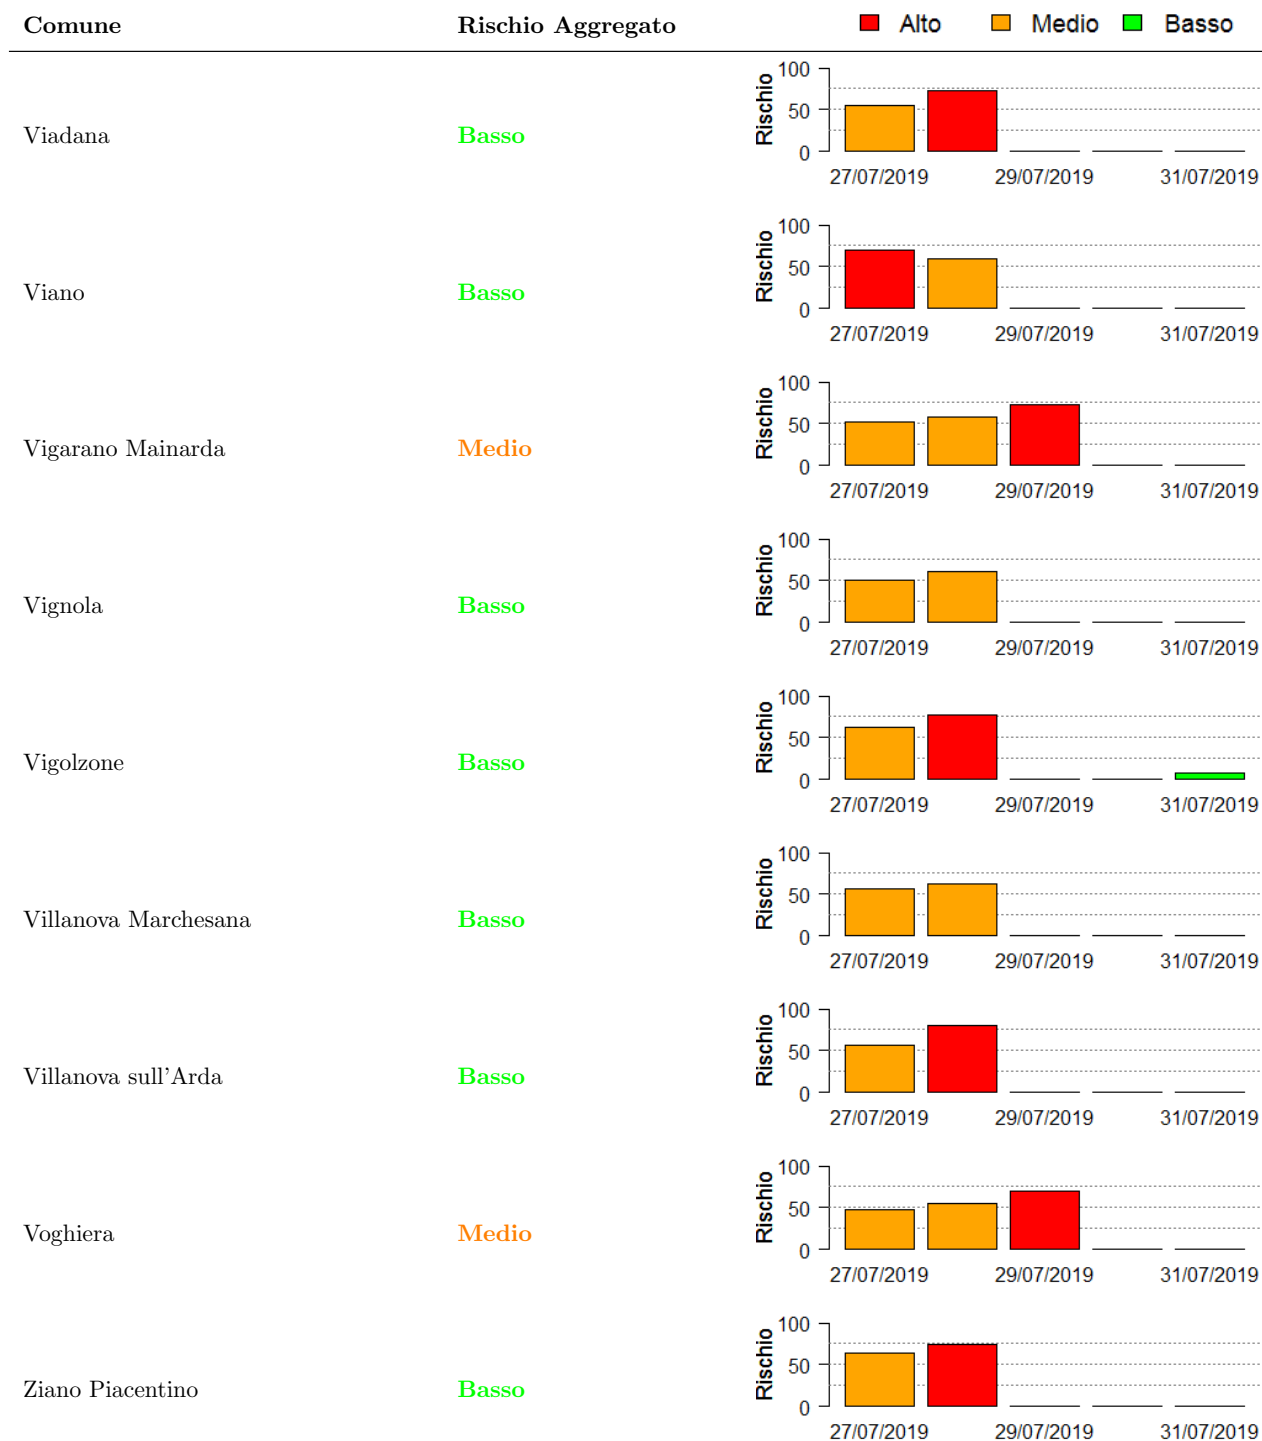 Comune Rischio Aggregato Alto Medio Basso
Viadana Basso Rischio 100 50 0
27/07/2019 29/07/2019 31/07/2019
Viano Basso Rischio 100 50 0
27/07/2019 29/07/2019 31/07/2019
Vigarano Mainarda Medio Rischio 100 50 0
27/07/2019 29/07/2019 31/07/2019
Vignola Basso Rischio 100 50 0
27/07/2019 29/07/2019 31/07/2019
Vigolzone Basso Rischio 100 50 0
27/07/2019 29/07/2019 31/07/2019
Villanova Marchesana Basso Rischio 100 50 0
27/07/2019 29/07/2019 31/07/2019
Villanova sull'Arda Basso Rischio 100 50 0
27/07/2019 29/07/2019 31/07/2019
Voghiera Medio Rischio 100 50 0
27/07/2019 29/07/2019 31/07/2019
Ziano Piacentino Basso Rischio 100 50 0
27/07/2019 29/07/2019 31/07/2019